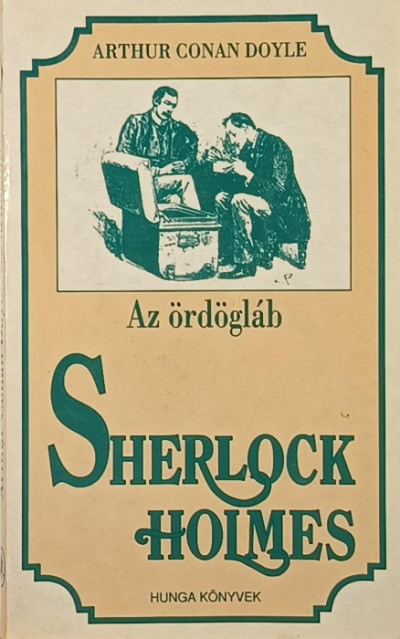 ARTHUR CONAN DOYLE
Az ördögláb
SHERLOCK
HOLMES
HUNGA KÖNYVEK